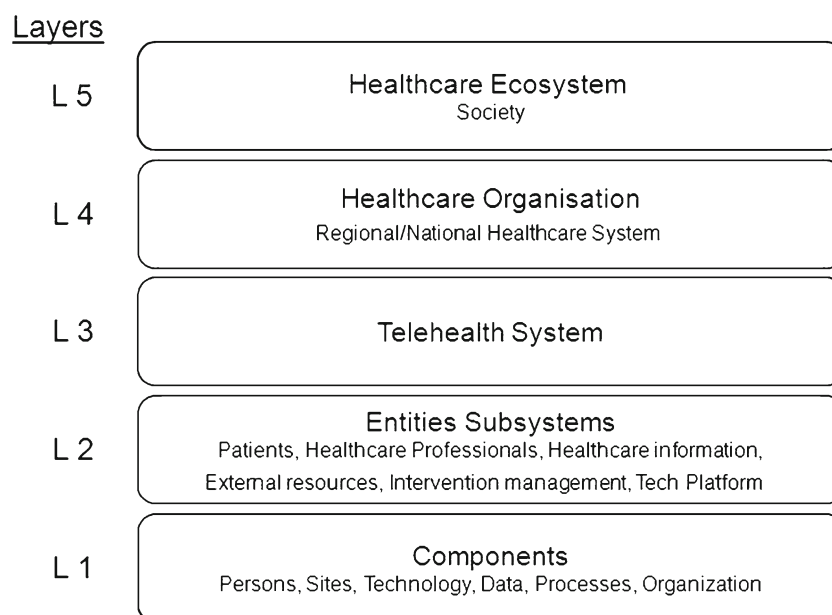 Layers
L 5
Healthcare Ecosystem
Society
L 4
Healthcare Organisation
Regional/National Healthcare System
L 3
Telehealth System
L 2
Entities Subsystems
Patients, Healthcare Professionals, Healthcare information,
External resources, Intervention management, Tech Platform
L 1
Components
Persons, Sites, Technology, Data, Processes, Organization